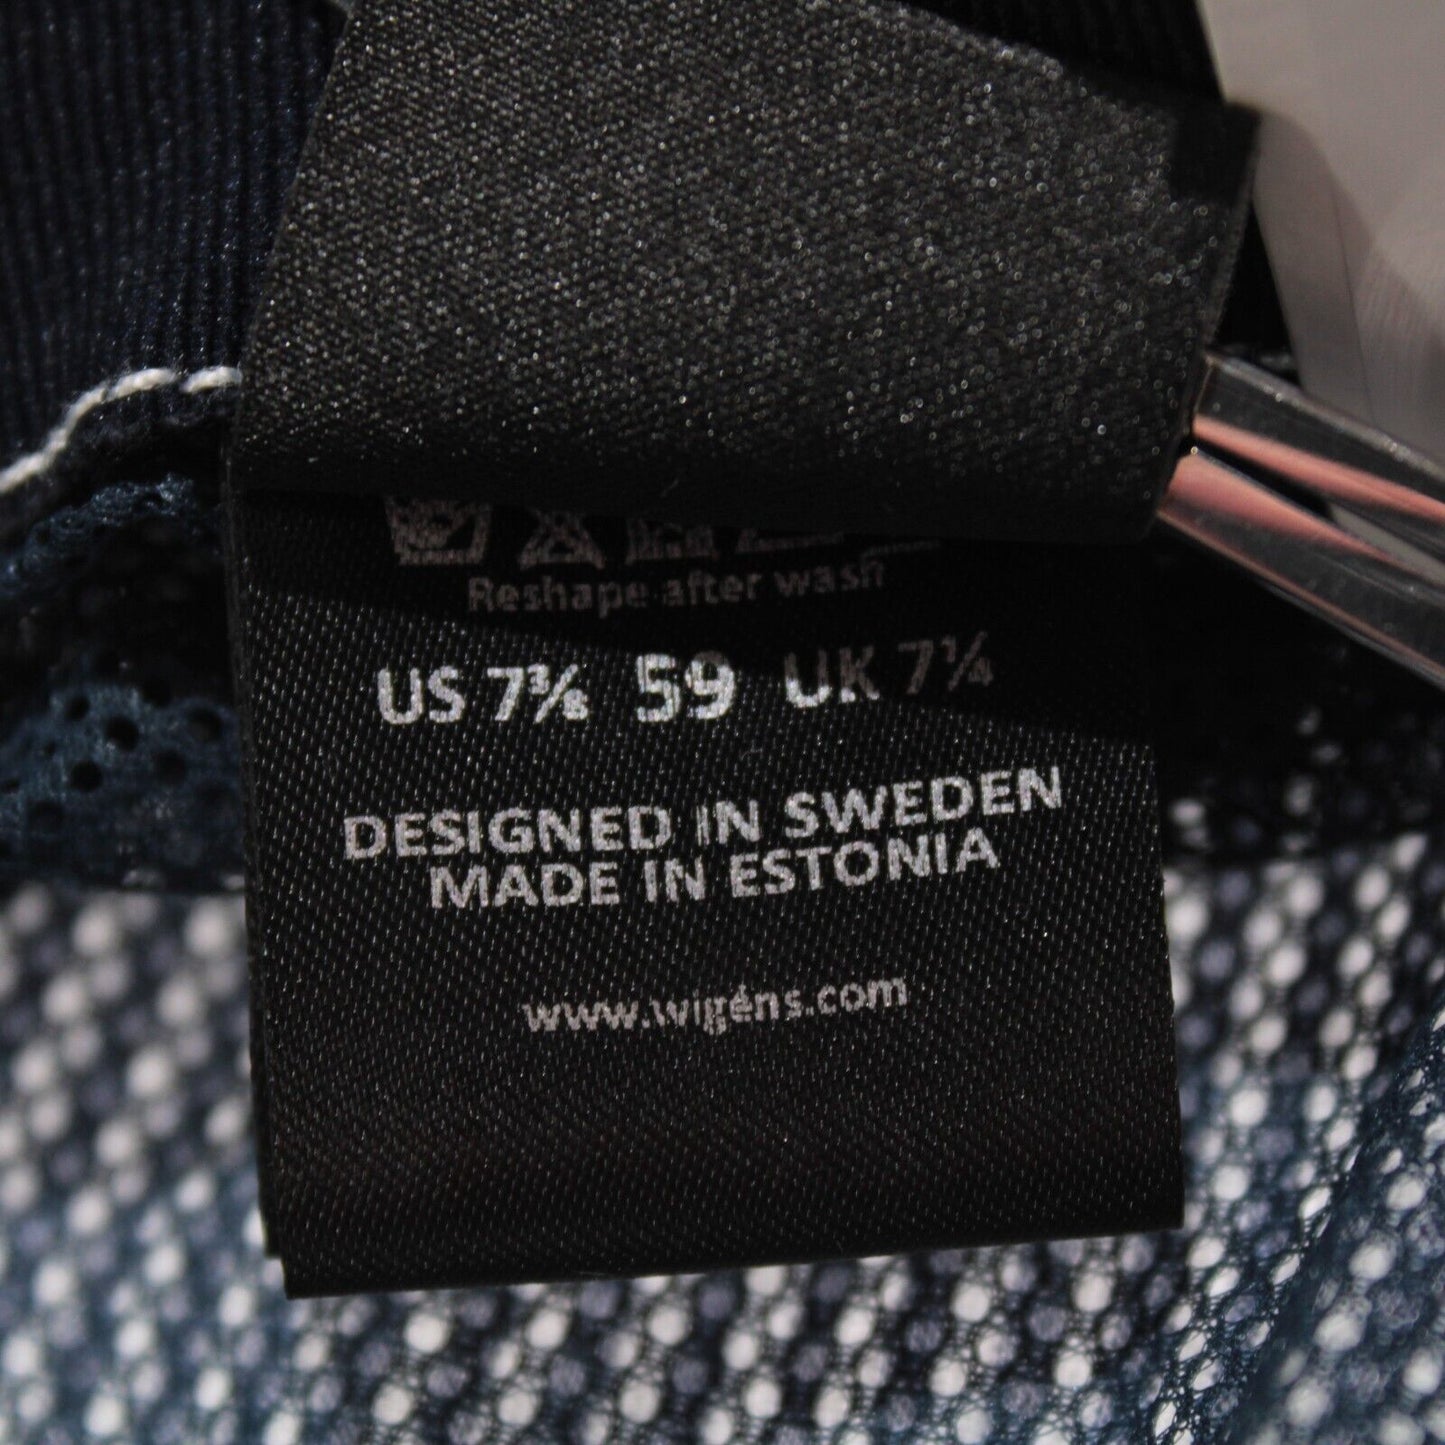 Reshape after wash
US 7⅜ 59 UK 7¼
DESIGNED IN SWEDEN
MADE IN ESTONIA
www.wigéns.com